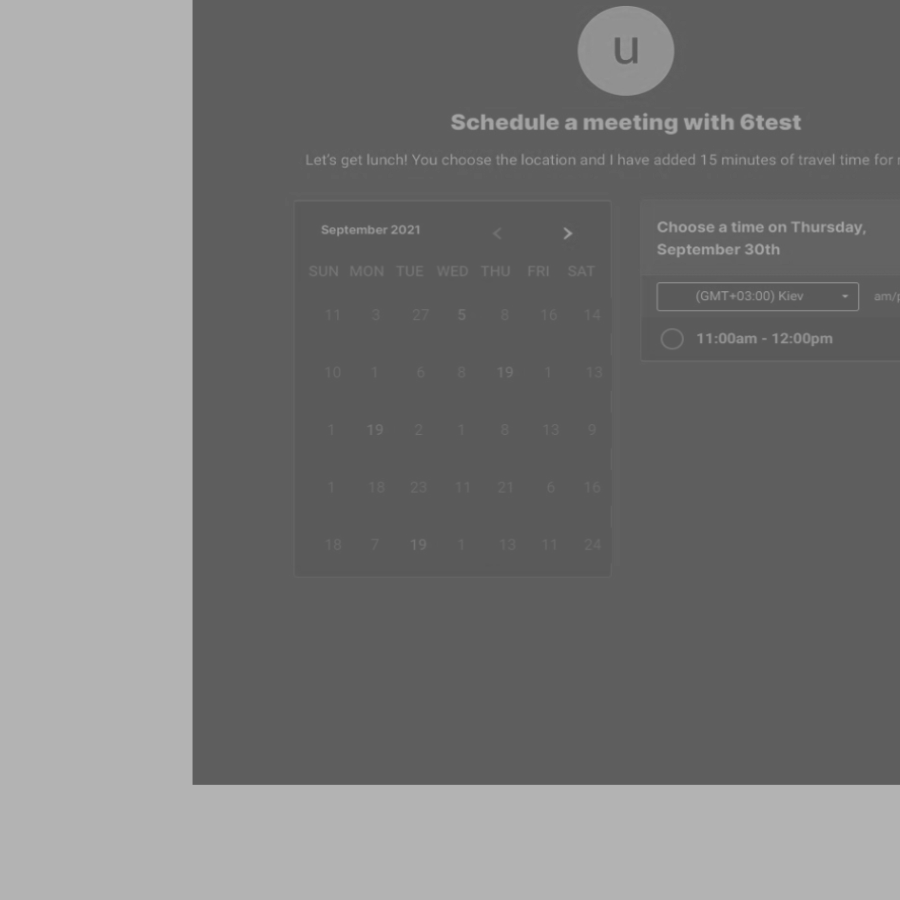 u
Schedule a meeting with 6test
Let's get lunch! You choose the location and I have added 15 minutes of travel time for
September 2021 < >
SUN MON TUE WED THU FRI SAT
11 3 27 5 8 16 14
10 1 6 8 19 1 13
1 19 2 1 8 13 9
1 18 23 11 21 6 16
18 7 19 1 13 11 24
Choose a time on Thursday,
September 30th
(GMT+03:00) Kiev am/p
11:00am - 12:00pm